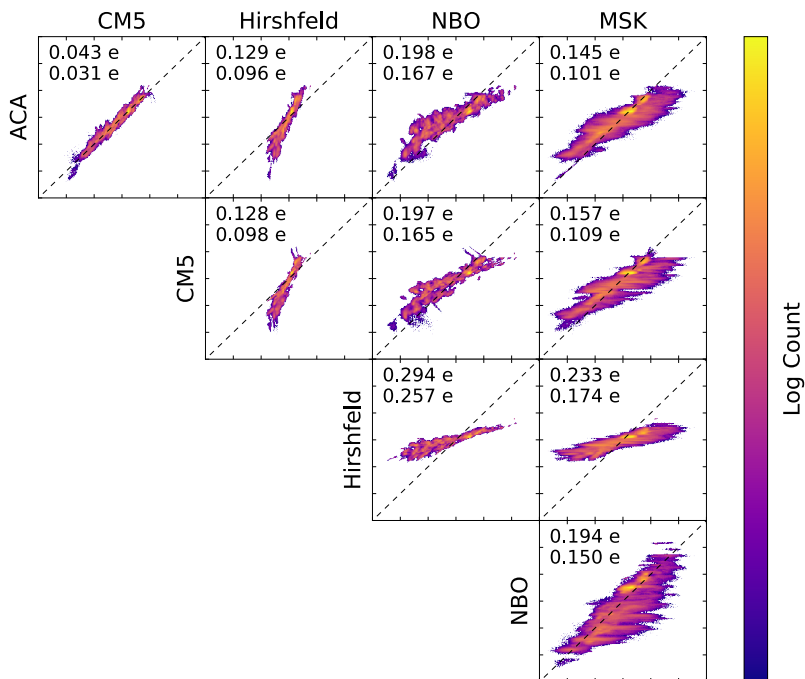 CM5
Hirshfeld
NBO
MSK
ACA
0.043 e
0.031 e
0.129 e
0.096 e
0.198 e
0.167 e
0.145 e
0.101 e
CM5
0.128 e
0.098 e
0.197 e
0.165 e
0.157 e
0.109 e
Hirshfeld
0.294 e
0.257 e
0.233 e
0.174 e
NBO
0.194 e
0.150 e
Log Count